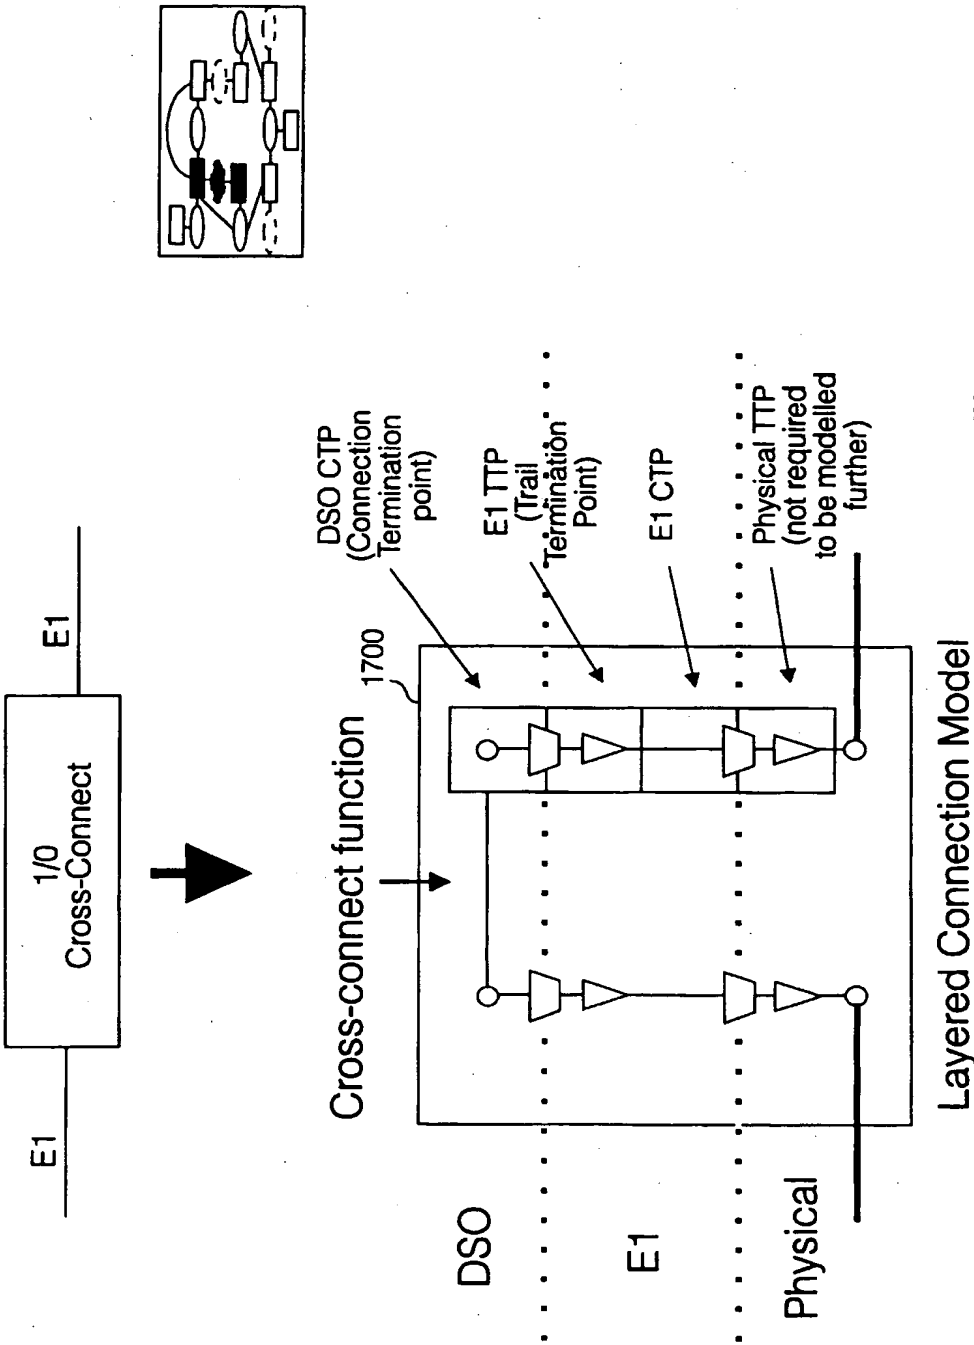 E1
1/0
Cross-Connect
E1
Cross-connect function
1700
DSO CTP
(Connection
Termination
point)
E1 TTP
(Trail
Termination
Point)
E1 CTP
Physical TTP
(not required
to be modelled
further)
DSO
E1
Physical
Layered Connection Model